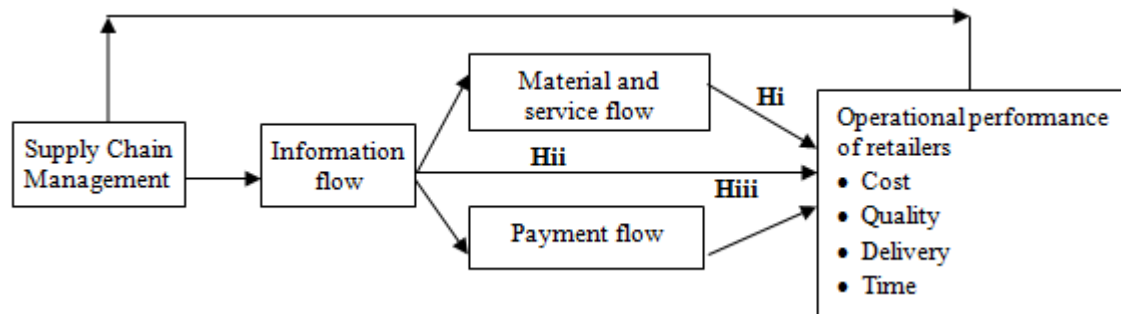 Supply Chain
Management
Information
flow
Material and
service flow
Hi
Hii
Hiii
Payment flow
Operational performance
of retailers
• Cost
• Quality
• Delivery
• Time